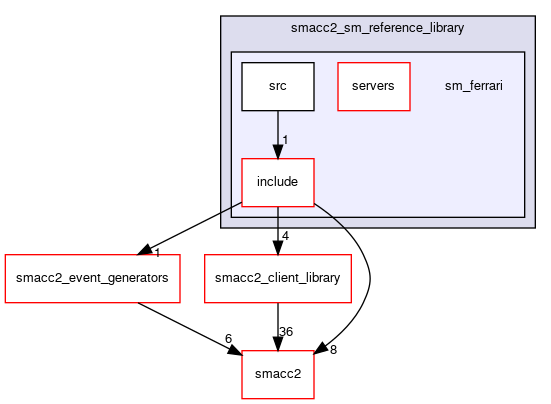 smacc2_sm_reference_library
src
servers
sm_ferrari
1
include
1
4
smacc2_event_generators
smacc2_client_library
6
36
8
smacc2